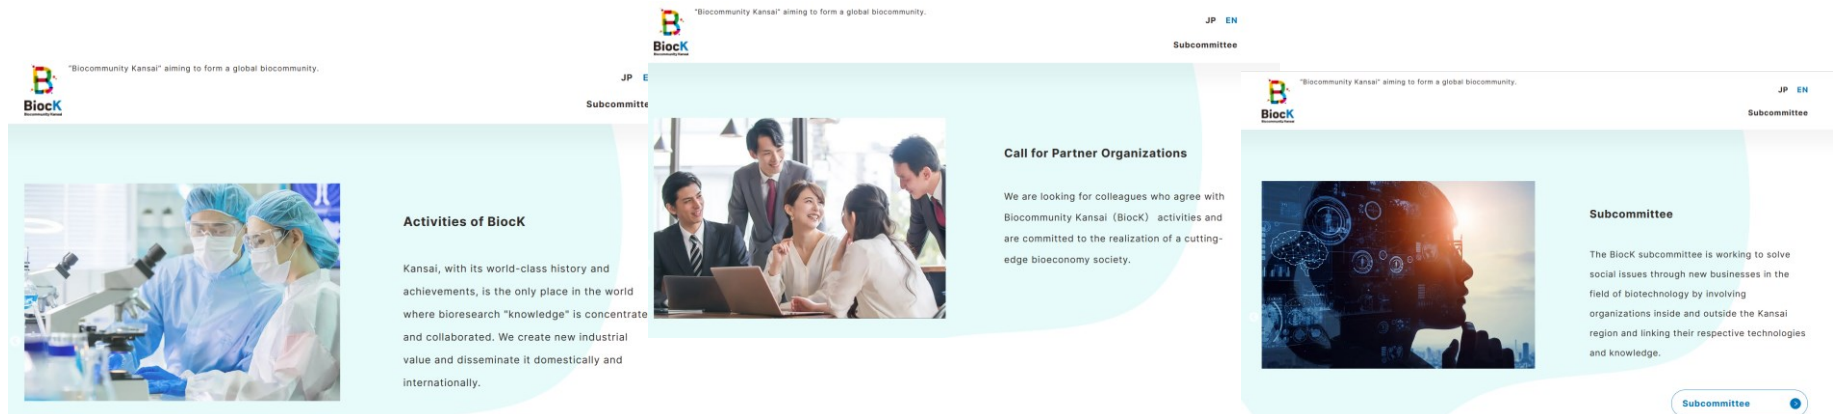 "Biocommunity Kansai" aiming to form a global biocommunity.
BiocK
Biocommunity Kansai
JP E
Subcommitte
Activities of BiocK
Kansai, with its world-class history and
achievements, is the only place in the world
where bioresearch "knowledge" is concentrate
and collaborated. We create new industrial
value and disseminate it domestically and
internationally.
"Biocommunity Kansai" aiming to form a global biocommunity.
BiocK
Biocommunity Kansai
JP EN
Subcommittee
Call for Partner Organizations
We are looking for colleagues who agree with
Biocommunity Kansai（BiocK） activities and
are committed to the realization of a cutting-
edge bioeconomy society.
"Biocommunity Kansai" aiming to form a global biocommunity.
BiocK
Biocommunity Kansai
JP EN
Subcommittee
Subcommittee
The BiocK subcommittee is working to solve
social issues through new businesses in the
field of biotechnology by involving
organizations inside and outside the Kansai
region and linking their respective technologies
and knowledge.
Subcommittee